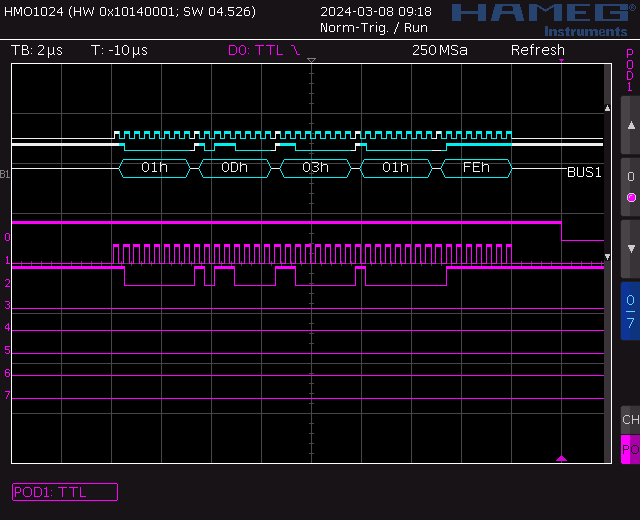 HMO1024 (HW 0x10140001; SW 04.526)
2024-03-08 09:18
HAMEG
Norm-Trig. / Run
Instruments
TB: 2µs
T: -10µs
D0: TTL
250MSa
Refresh
POD1
B1
01h
0Dh
03h
01h
FEh
BUS1
0
0
1
2
3
4
5
6
7
0
7
CH
PO
POD1: TTL